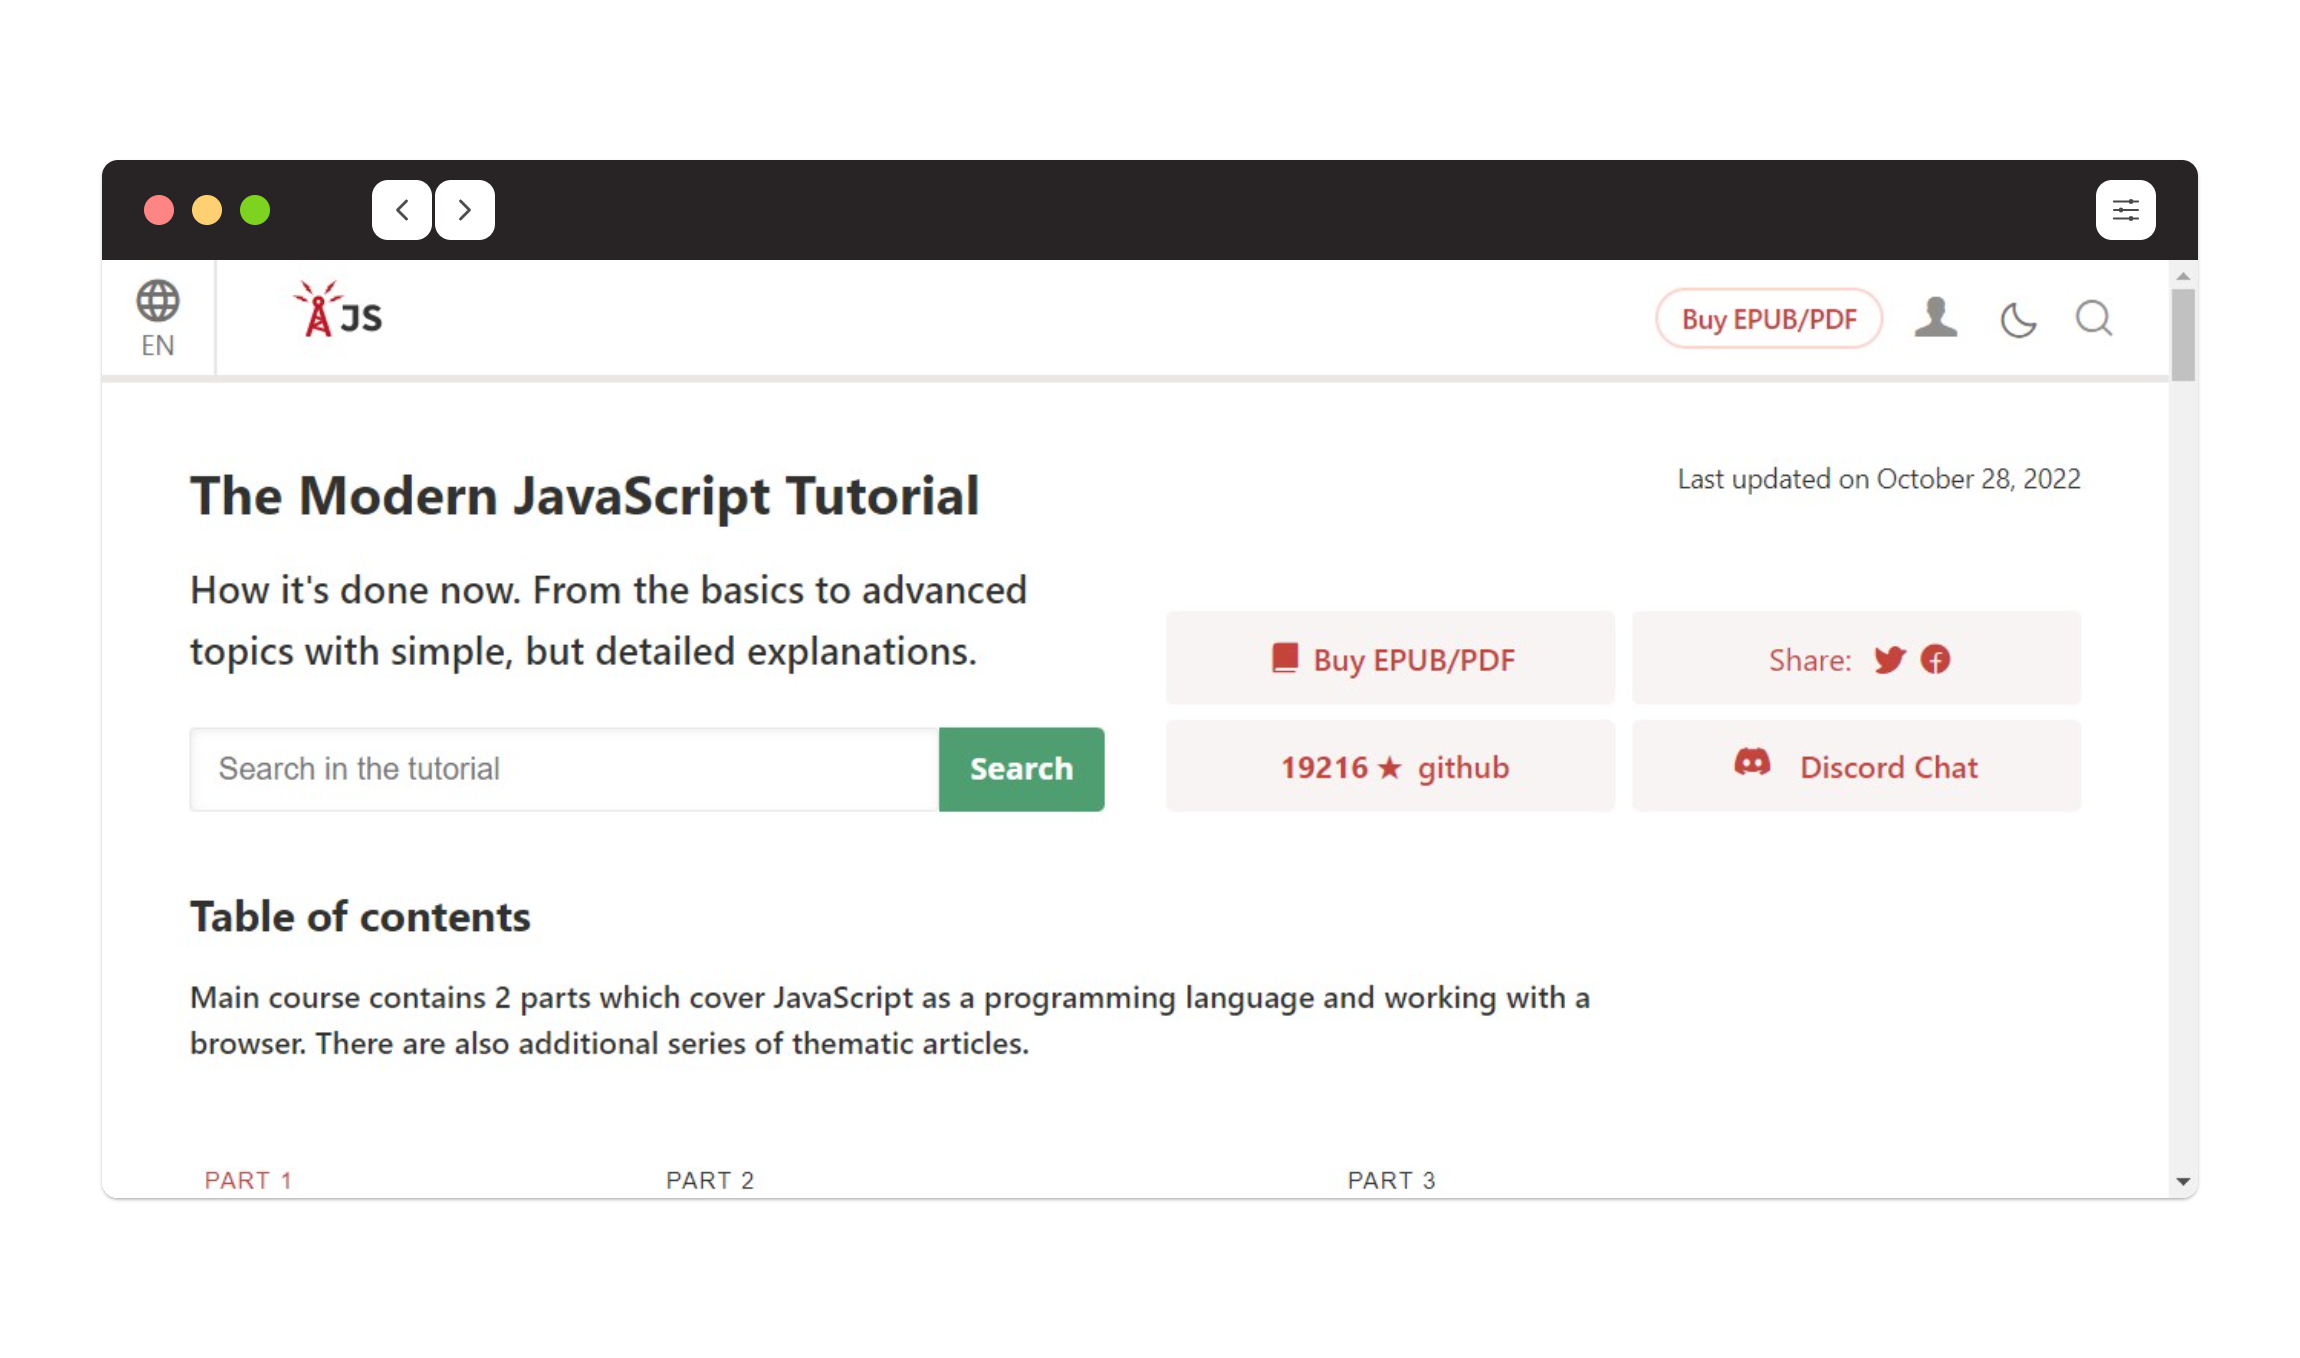 EN
JS
Buy EPUB/PDF
The Modern JavaScript Tutorial
Last updated on October 28, 2022
How it's done now. From the basics to advanced
topics with simple, but detailed explanations.
Buy EPUB/PDF
Share:
Search in the tutorial
Search
19216 ★ github
Discord Chat
Table of contents
Main course contains 2 parts which cover JavaScript as a programming language and working with a
browser. There are also additional series of thematic articles.
PART 1
PART 2
PART 3